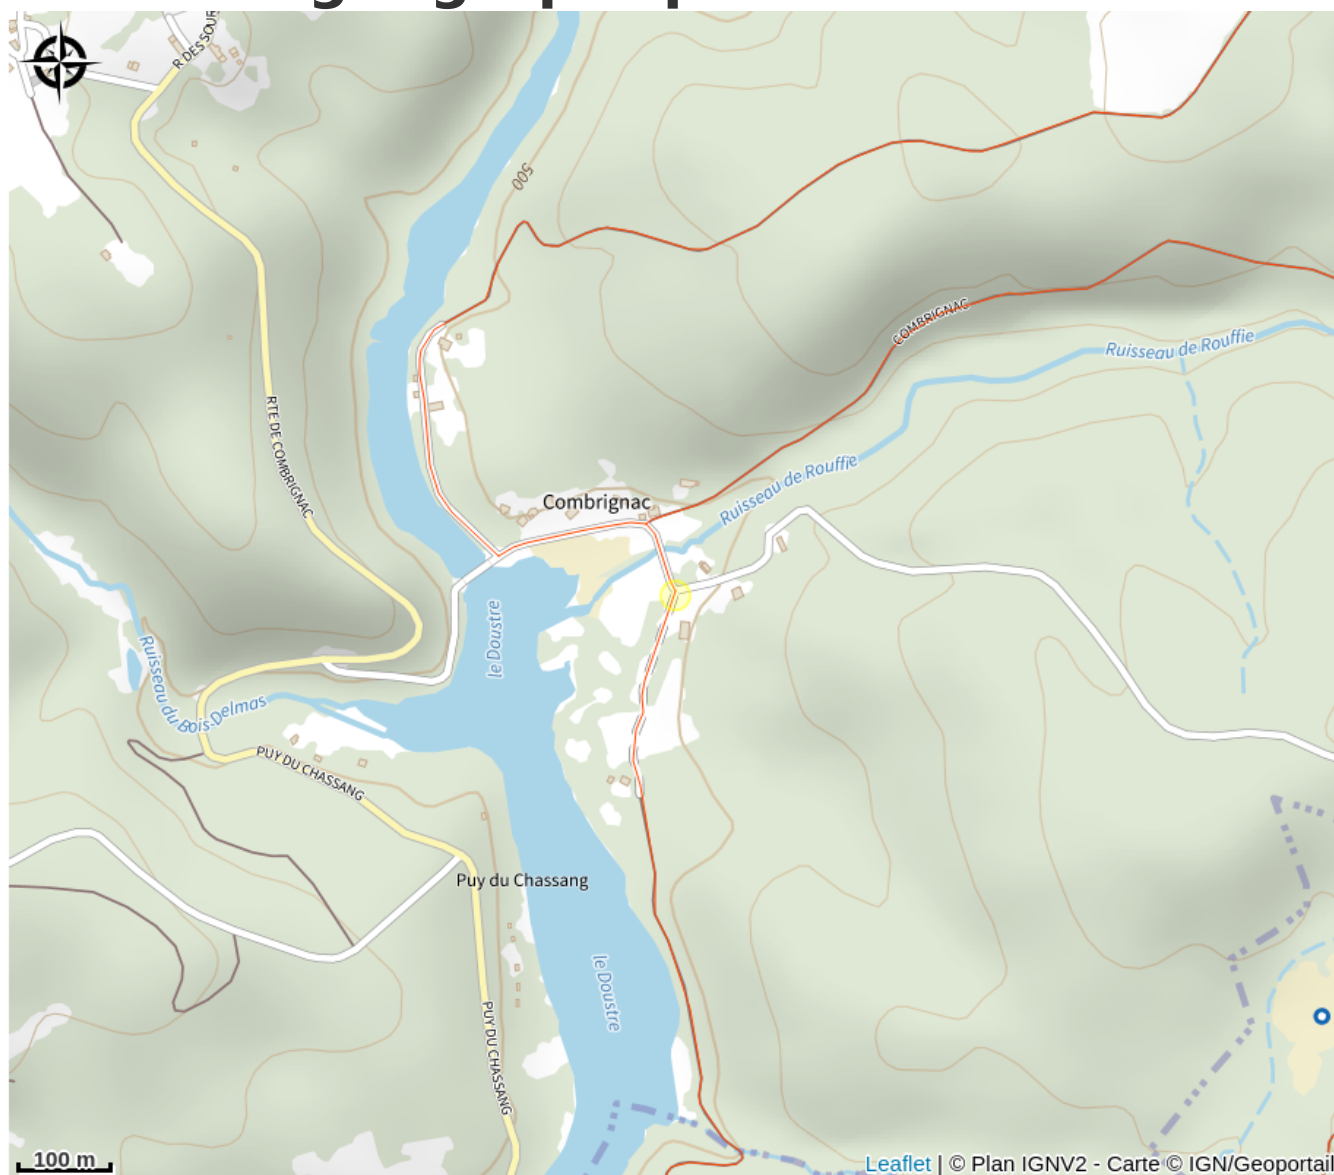 R DES SOUR
500
COMBRIGNAC
Ruisseau de Rouffie
RTE DE COMBRIGNAC
Ruisseau de Rouffie
Combrignac
le Doustre
Ruisseau du Bois Delmas
PUY DU CHASSANG
Puy du Chassang
le Doustre
PUY DU CHASSANG
100 m
Leaflet | © Plan IGNV2 - Carte © IGN/Geoportail